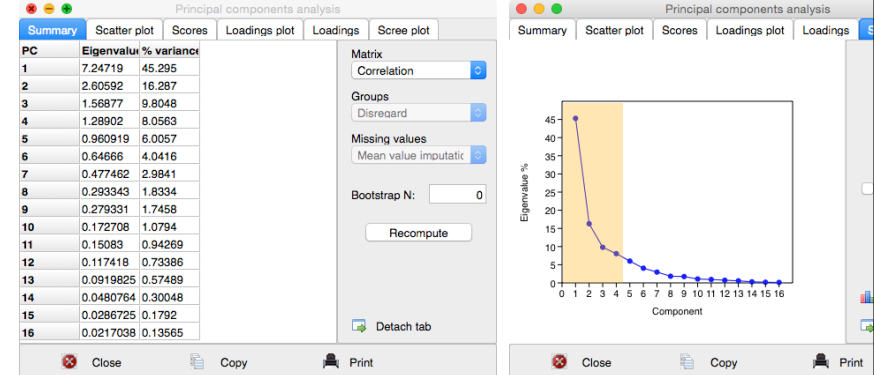 Principal components analysis
Summary Scatter plot Scores Loadings plot Loadings Scree plot
PC Eigenvalue % variance
1 7.24719 45.295
2 2.60592 16.287
3 1.56877 9.8048
4 1.28902 8.0563
5 0.960919 6.0057
6 0.64666 4.0416
7 0.477462 2.9841
8 0.293343 1.8334
9 0.279331 1.7458
10 0.172708 1.0794
11 0.15083 0.94269
12 0.117418 0.73386
13 0.0919825 0.57489
14 0.0480764 0.30048
15 0.0286725 0.1792
16 0.0217038 0.13565
Matrix
Correlation
Groups
Disregard
Missing values
Mean value imputatic
Bootstrap N: 0
Recompute
Detach tab
Close Copy Print
Principal components analysis
Summary Scatter plot Scores Loadings plot Loadings S
Eigenvalue %
45
40
35
30
25
20
15
10
5
0
0 1 2 3 4 5 6 7 8 9 10 11 12 13 14 15 16
Component
Close Copy Print